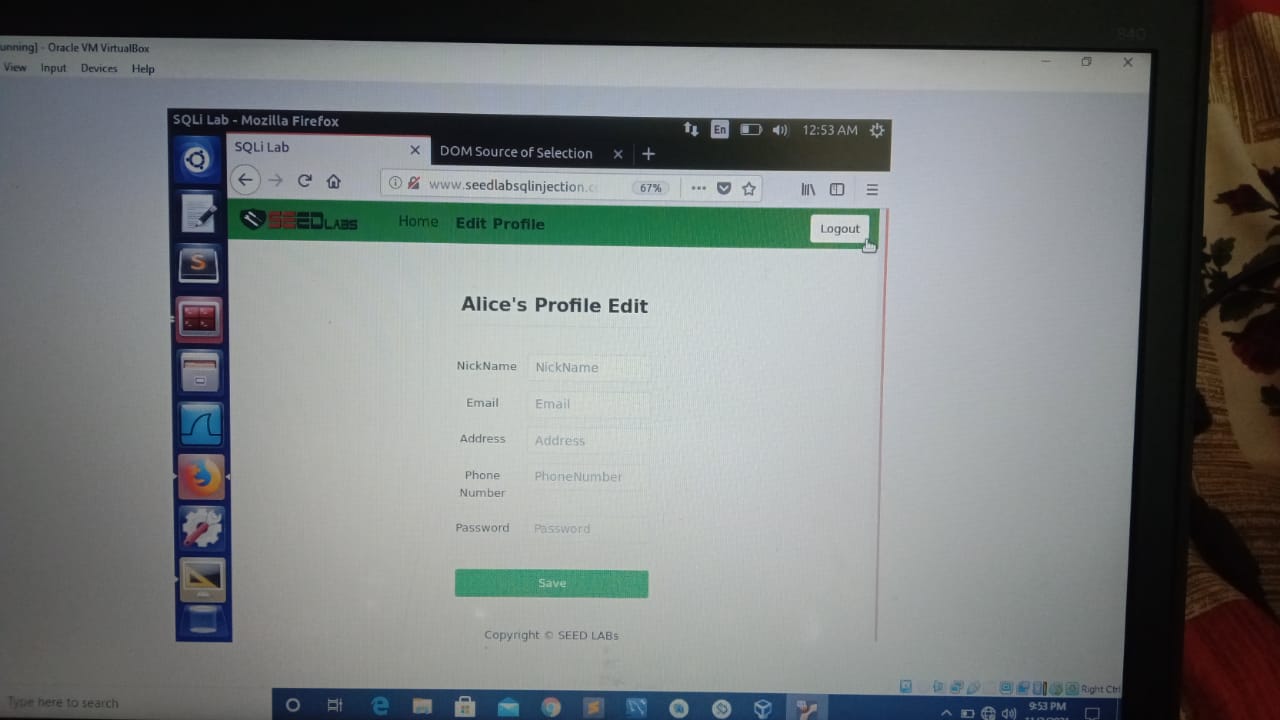 840
unning] - Oracle VM VirtualBox
View Input Devices Help
SQLi Lab - Mozilla Firefox
En 12:53 AM
SQLi Lab
DOM Source of Selection
www.seedlabsqlinjection.c 67%
SEEDLABS Home Edit Profile Logout
Alice's Profile Edit
NickName NickName
Email Email
Address Address
Phone Number PhoneNumber
Password Password
Save
Copyright © SEED LABs
Right Ctrl
Type here to search
9:53 PM